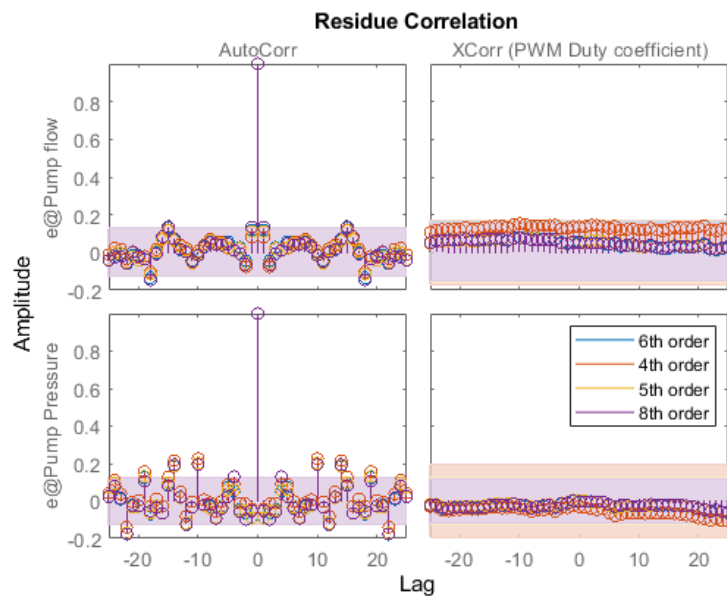 Residue Correlation
AutoCorr
XCorr (PWM Duty coefficient)
Amplitude
e@Pump flow
0.8
0.6
0.4
0.2
0
-0.2
e@Pump Pressure
0.8
0.6
0.4
0.2
0
-0.2
6th order
4th order
5th order
8th order
-20 -10 0 10 20
-20 -10 0 10 20
Lag